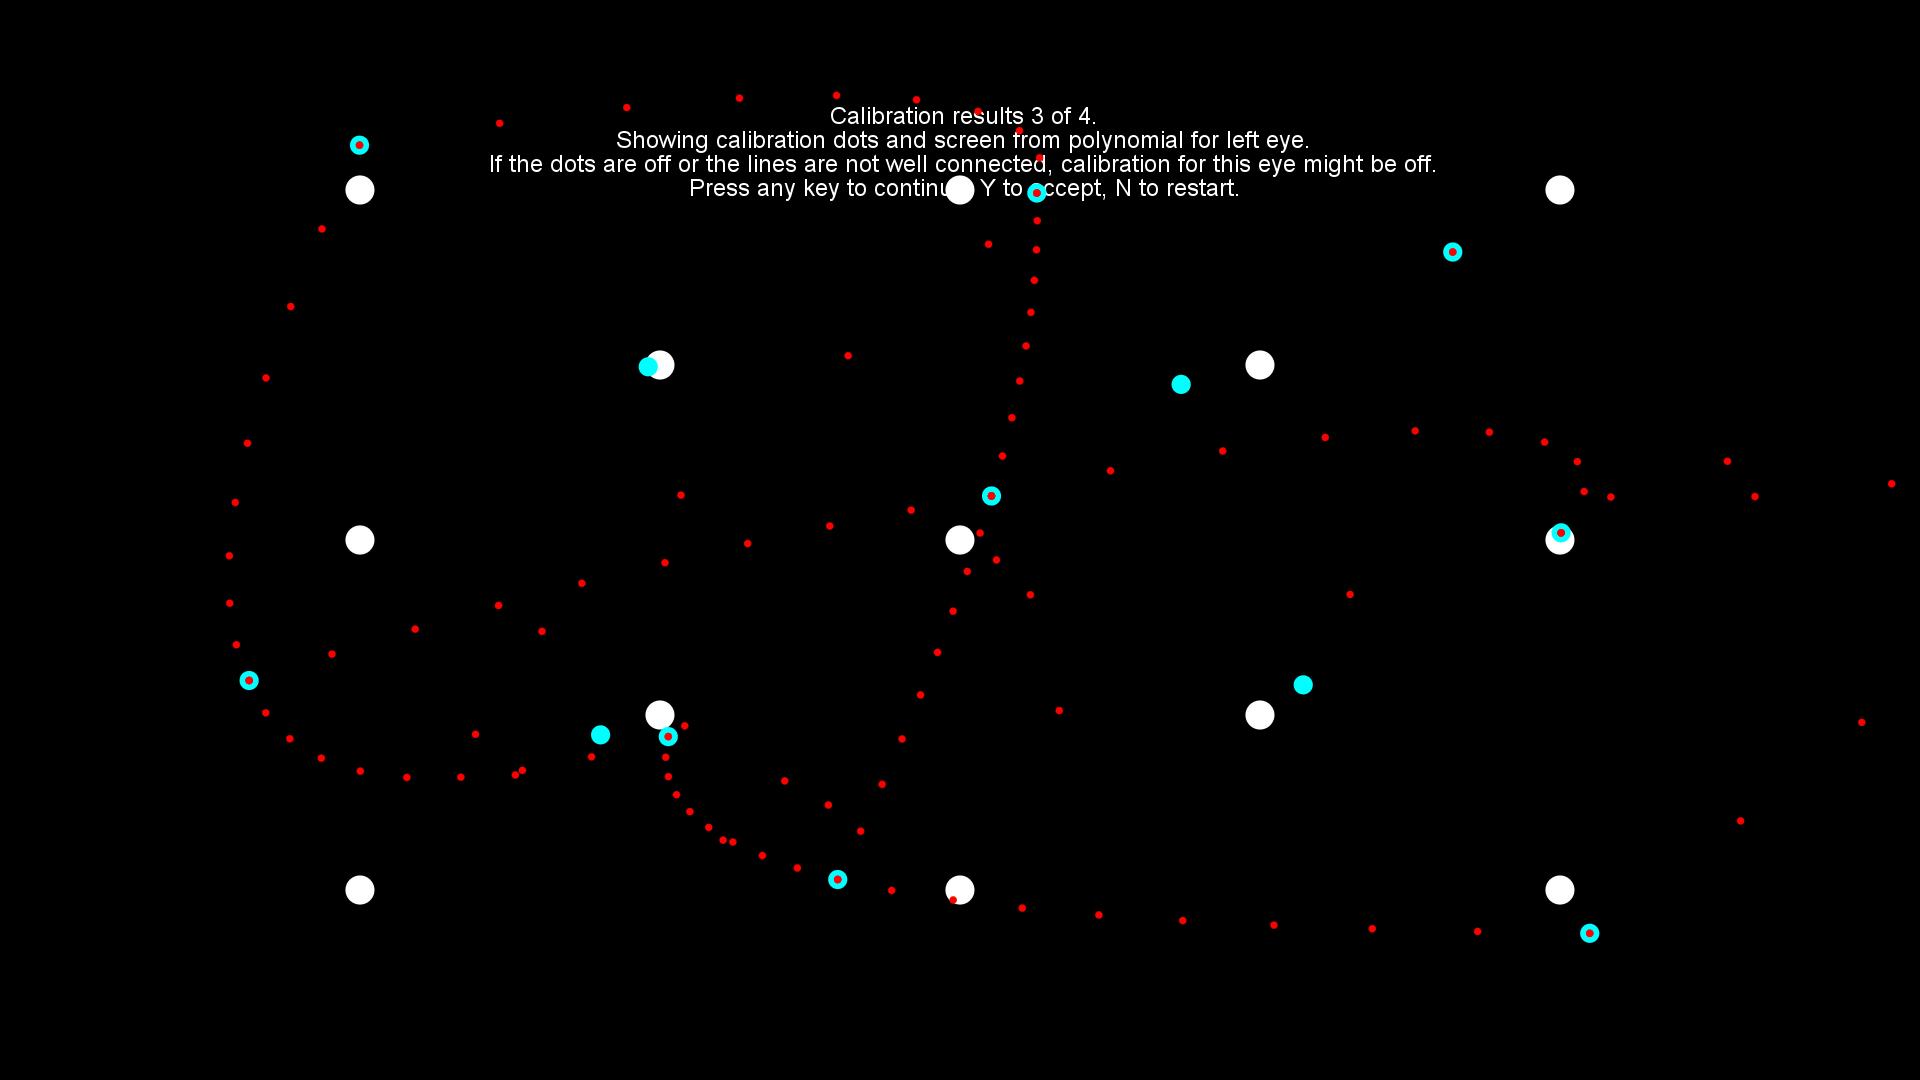 Calibration results 3 of 4.
Showing calibration dots and screen from polynomial for left eye.
If the dots are off or the lines are not well connected, calibration for this eye might be off.
Press any key to continue, Y to accept, N to restart.